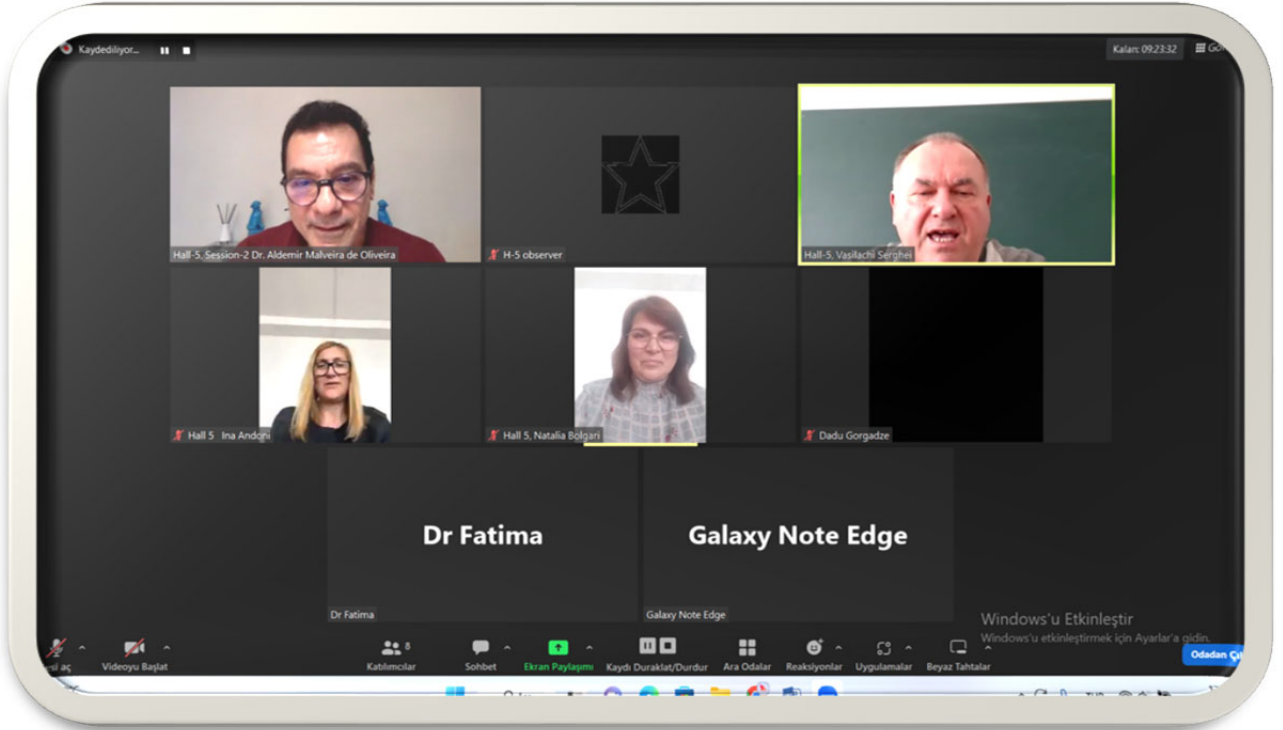 Kaydediliyor...
Kalan: 09:23:32
Hall-5, Session-2 Dr. Aldemir Malveira de Oliveira
H-5 observer
Hall-5, Vasilachi Serghei
Hall 5 Ina Andoni
Hall 5, Natalia Bolgari
Dadu Gorgadze
Dr Fatima
Galaxy Note Edge
Dr Fatima
Galaxy Note Edge
Windows'u Etkinleştir
Windows'u etkinleştirmek için Ayarlar'a gidin.
aç
Videoyu Başlat
8
Katılımcılar
Sohbet
Ekran Paylaşımı
Kaydı Duraklat/Durdur
Ara Odalar
Reaksiyonlar
Uygulamalar
Beyaz Tahtalar
Odadan